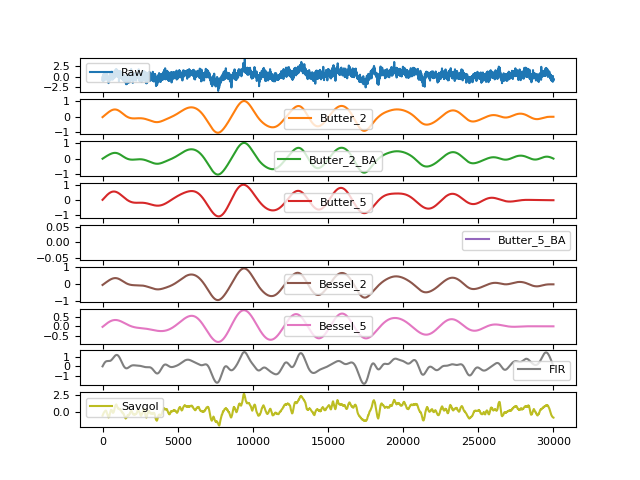 2.5
0.0
−2.5
Raw
1
0
−1
Butter_2
1
0
−1
Butter_2_BA
1
0
−1
Butter_5
0.05
0.00
−0.05
Butter_5_BA
1
0
−1
Bessel_2
0.5
0.0
−0.5
Bessel_5
1
0
−1
FIR
2.5
0.0
Savgol
0 5000 10000 15000 20000 25000 30000